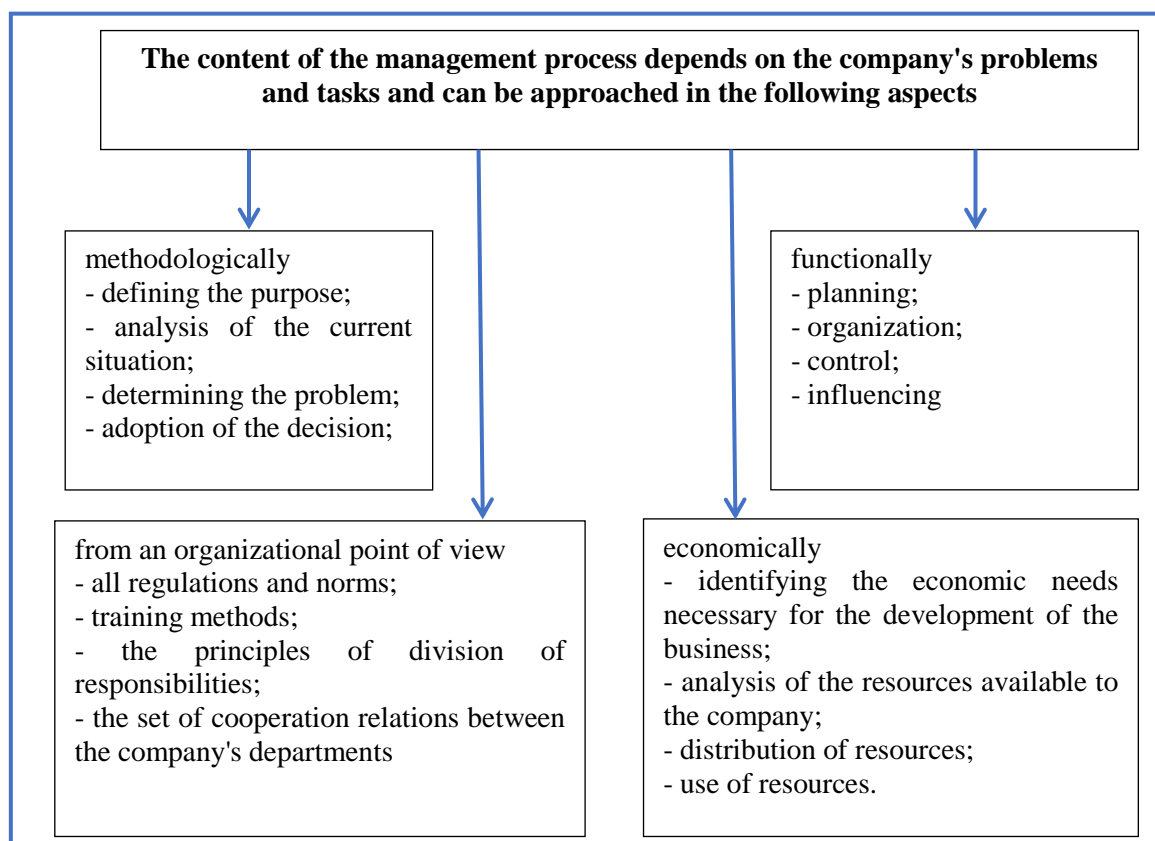 The content of the management process depends on the company's problems
and tasks and can be approached in the following aspects
methodologically
- defining the purpose;
- analysis of the current
situation;
- determining the problem;
- adoption of the decision;
functionally
- planning;
- organization;
- control;
- influencing
from an organizational point of view
- all regulations and norms;
- training methods;
- the principles of division of
responsibilities;
- the set of cooperation relations between
the company's departments
economically
- identifying the economic needs
necessary for the development of the
business;
- analysis of the resources available to
the company;
- distribution of resources;
- use of resources.